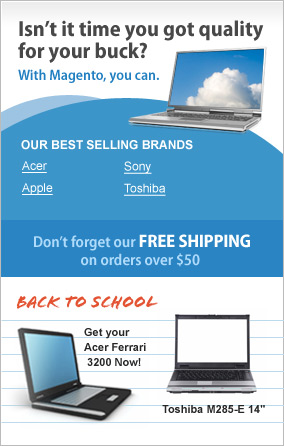 Isn't it time you got quality
for your buck?
With Magento, you can.
OUR BEST SELLING BRANDS
Acer Sony
Apple Toshiba
Don't forget our FREE SHIPPING
on orders over $50
BACK TO SCHOOL
Get your
Acer Ferrari
3200 Now!
Toshiba M285-E 14"